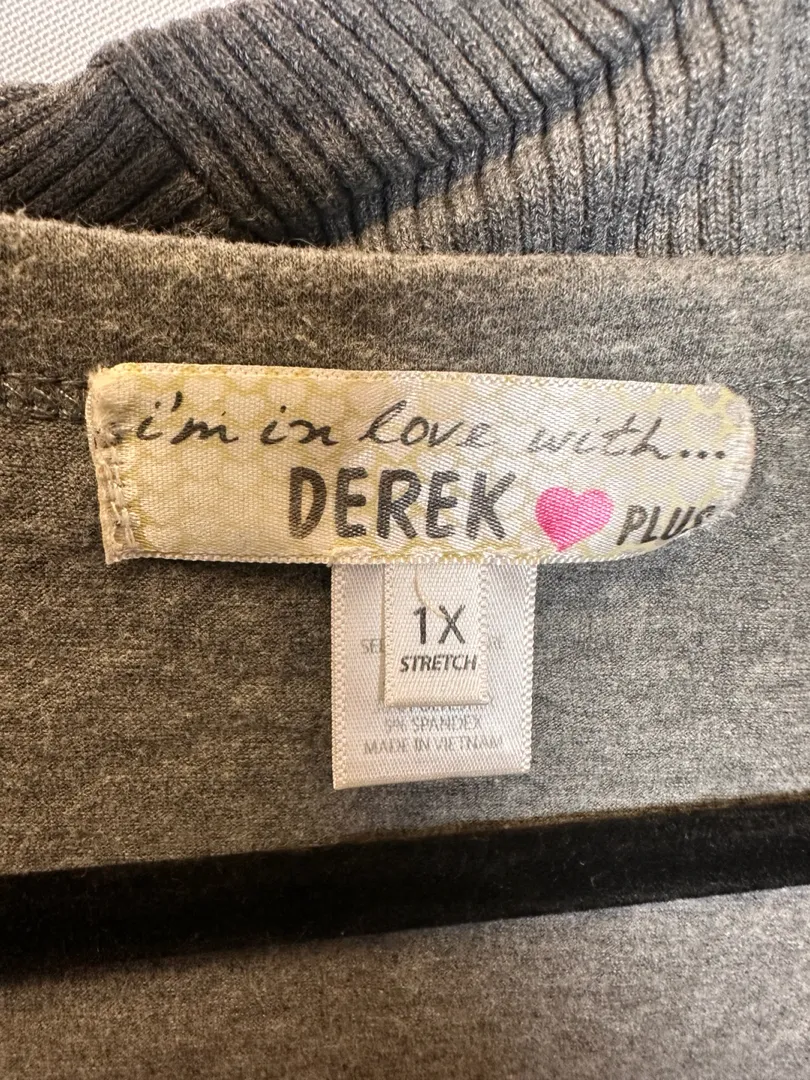 i'm in love with...
DEREK PLUS
1X
STRETCH
9% SPANDEX
MADE IN VIETNAM